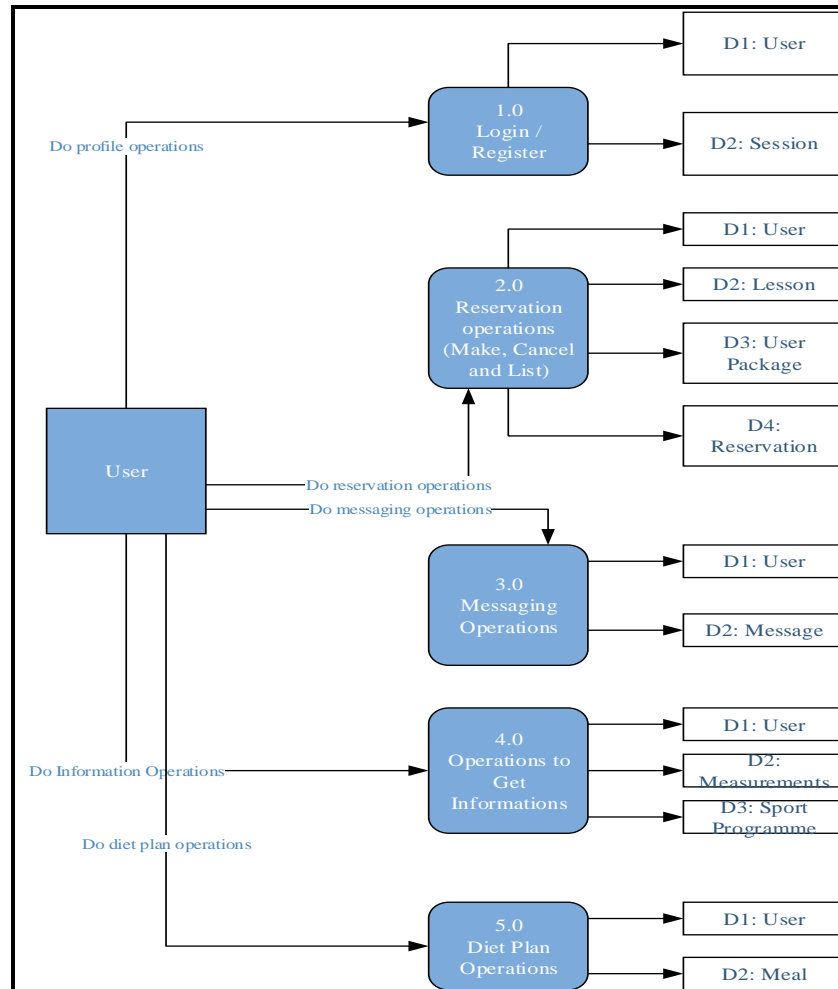 D1: User
1.0
Login /
Register
Do profile operations
D2: Session
D1: User
2.0
Reservation
operations
(Make, Cancel
and List)
D2: Lesson
D3: User
Package
D4:
Reservation
User
Do reservation operations
Do messaging operations
3.0
Messaging
Operations
D1: User
D2: Message
4.0
Operations to
Get
Informations
D1: User
D2:
Measurements
D3: Sport
Programme
Do Information Operations
Do diet plan operations
5.0
Diet Plan
Operations
D1: User
D2: Meal